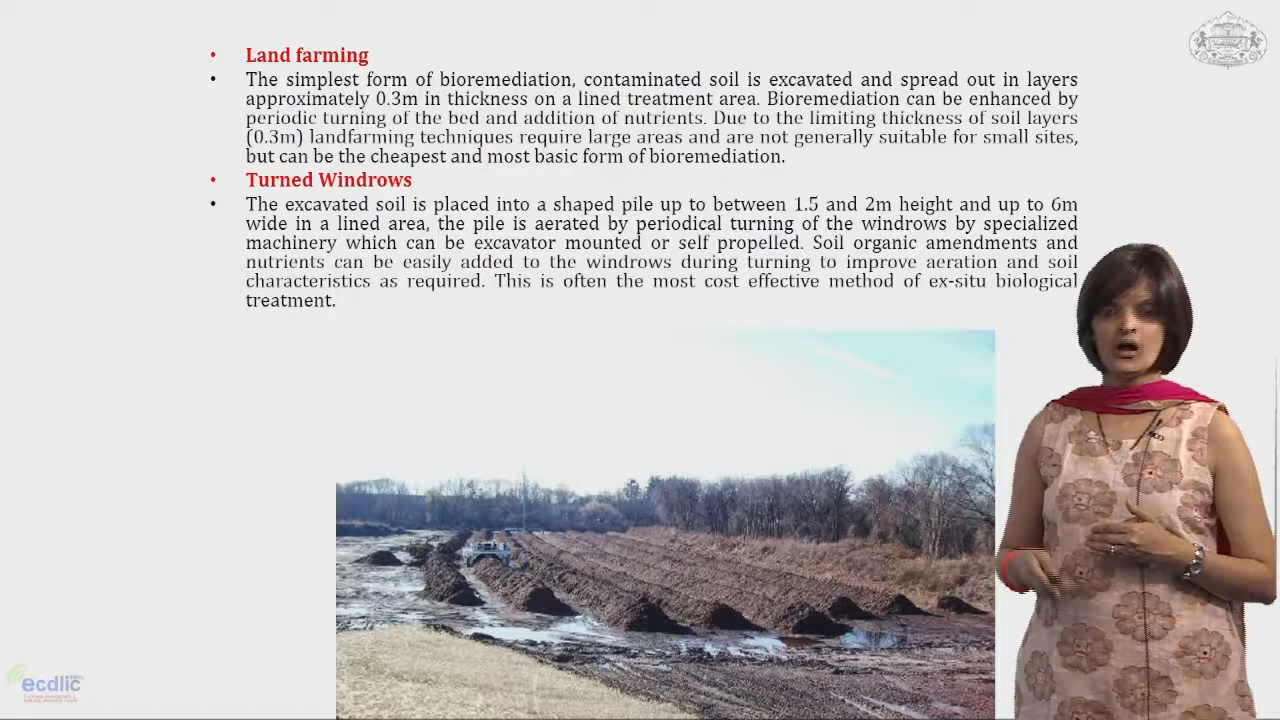 • Land farming
• The simplest form of bioremediation, contaminated soil is excavated and spread out in layers
approximately 0.3m in thickness on a lined treatment area. Bioremediation can be enhanced by
periodic turning of the bed and addition of nutrients. Due to the limiting thickness of soil layers
(0.3m) landfarming techniques require large areas and are not generally suitable for small sites,
but can be the cheapest and most basic form of bioremediation.
• Turned Windrows
• The excavated soil is placed into a shaped pile up to between 1.5 and 2m height and up to 6m
wide in a lined area, the pile is aerated by periodical turning of the windrows by specialized
machinery which can be excavator mounted or self propelled. Soil organic amendments and
nutrients can be easily added to the windrows during turning to improve aeration and soil
characteristics as required. This is often the most cost effective method of ex-situ biological
treatment.
ecdlic